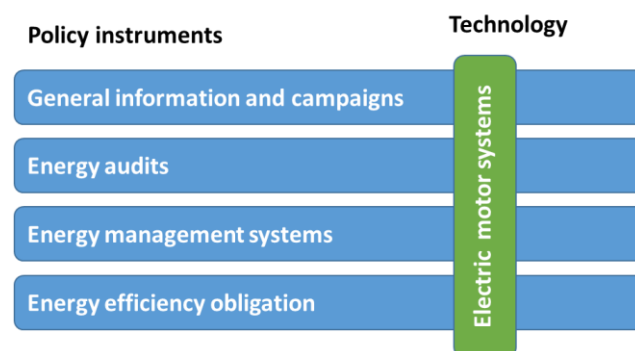 Policy instruments
Technology
General information and campaigns
Energy audits
Energy management systems
Energy efficiency obligation
Electric motor systems